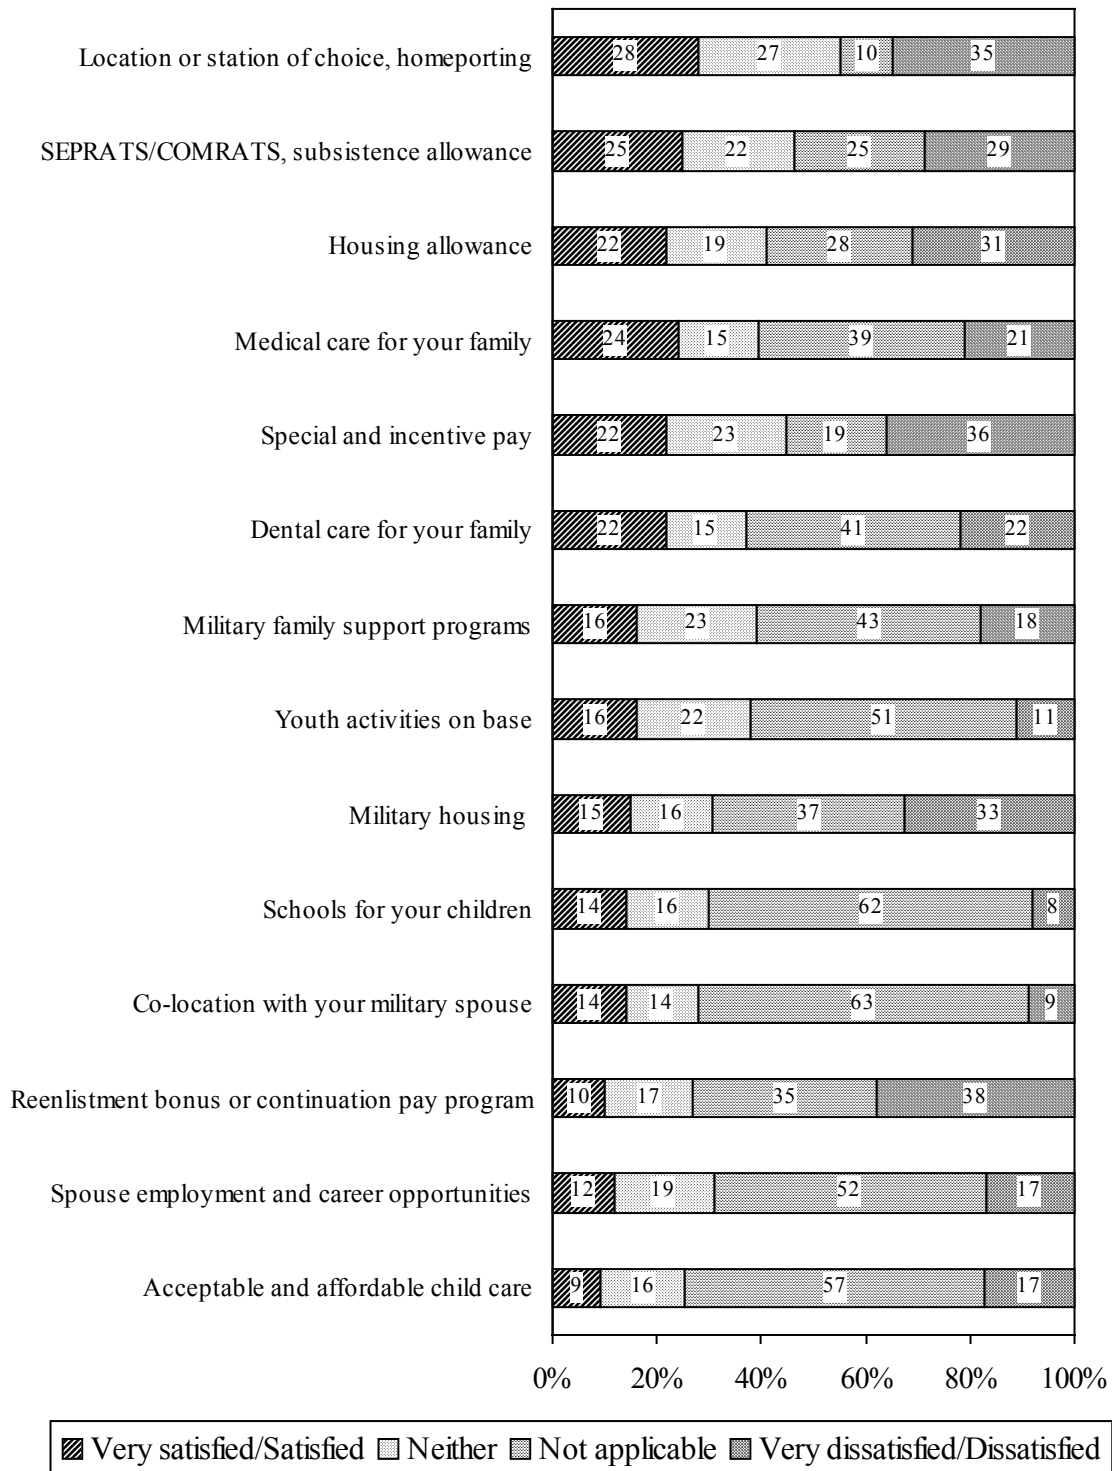 Location or station of choice, homeporting 28 27 10 35
SEPRATS/COMRATS, subsistence allowance 25 22 25 29
Housing allowance 22 19 28 31
Medical care for your family 24 15 39 21
Special and incentive pay 22 23 19 36
Dental care for your family 22 15 41 22
Military family support programs 16 23 43 18
Youth activities on base 16 22 51 11
Military housing 15 16 37 33
Schools for your children 14 16 62 8
Co-location with your military spouse 14 14 63 9
Reenlistment bonus or continuation pay program 10 17 35 38
Spouse employment and career opportunities 12 19 52 17
Acceptable and affordable child care 9 16 57 17
0% 20% 40% 60% 80% 100%
Very satisfied/Satisfied Neither Not applicable Very dissatisfied/Dissatisfied